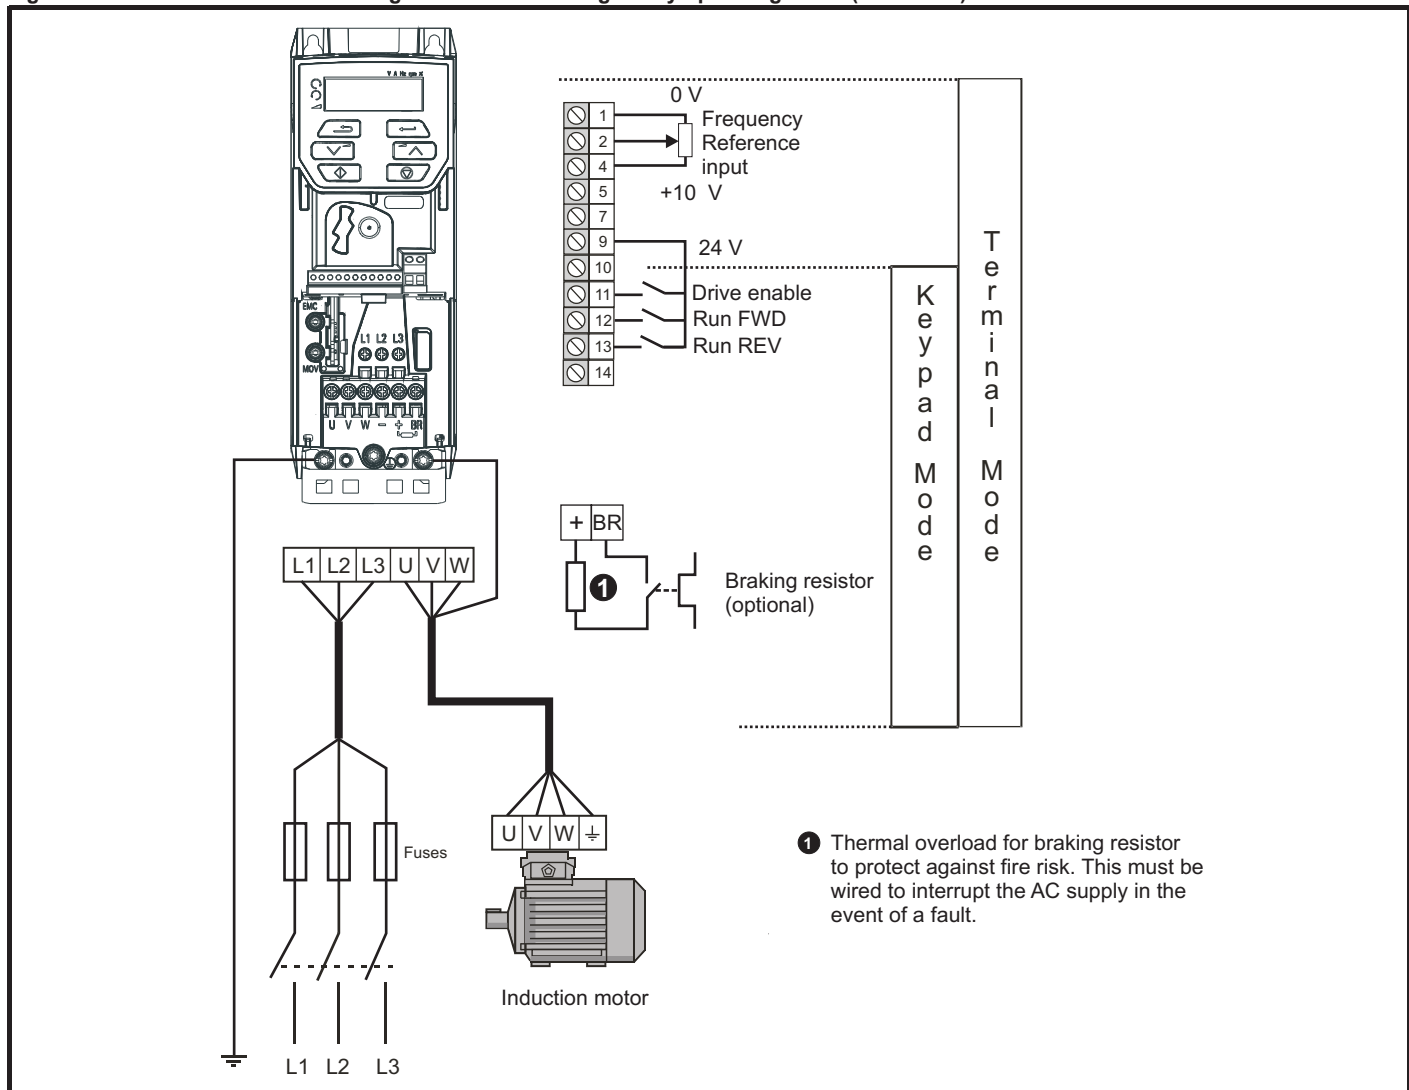 V A Hz rpm %
EMC
MOV
L1 L2 L3
U V W - + BR
0 V
1
Frequency
2
Reference
4
input
5
+10 V
7
9
24 V
10
11
Drive enable
12
Run FWD
13
Run REV
14
Keypad Mode
Terminal Mode
+ BR
1
Braking resistor
(optional)
L1 L2 L3 U V W
Fuses
U V W
Induction motor
L1 L2 L3
1 Thermal overload for braking resistor
to protect against fire risk. This must be
wired to interrupt the AC supply in the
event of a fault.